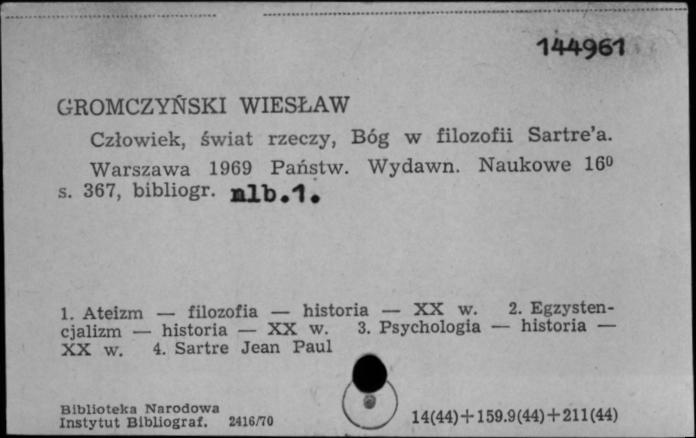 144961
GROMCZYŃSKI WIESŁAW
Człowiek, świat rzeczy, Bóg w filozofii Sartre'a.
Warszawa 1969 Państw. Wydawn. Naukowe 16⁰
s. 367, bibliogr. nlb.1.
1. Ateizm — filozofia — historia — XX w. 2. Egzysten-
cjalizm — historia — XX w. 3. Psychologia — historia —
XX w. 4. Sartre Jean Paul
Biblioteka Narodowa
Instytut Bibliograf. 2416/70
14(44)+159.9(44)+211(44)